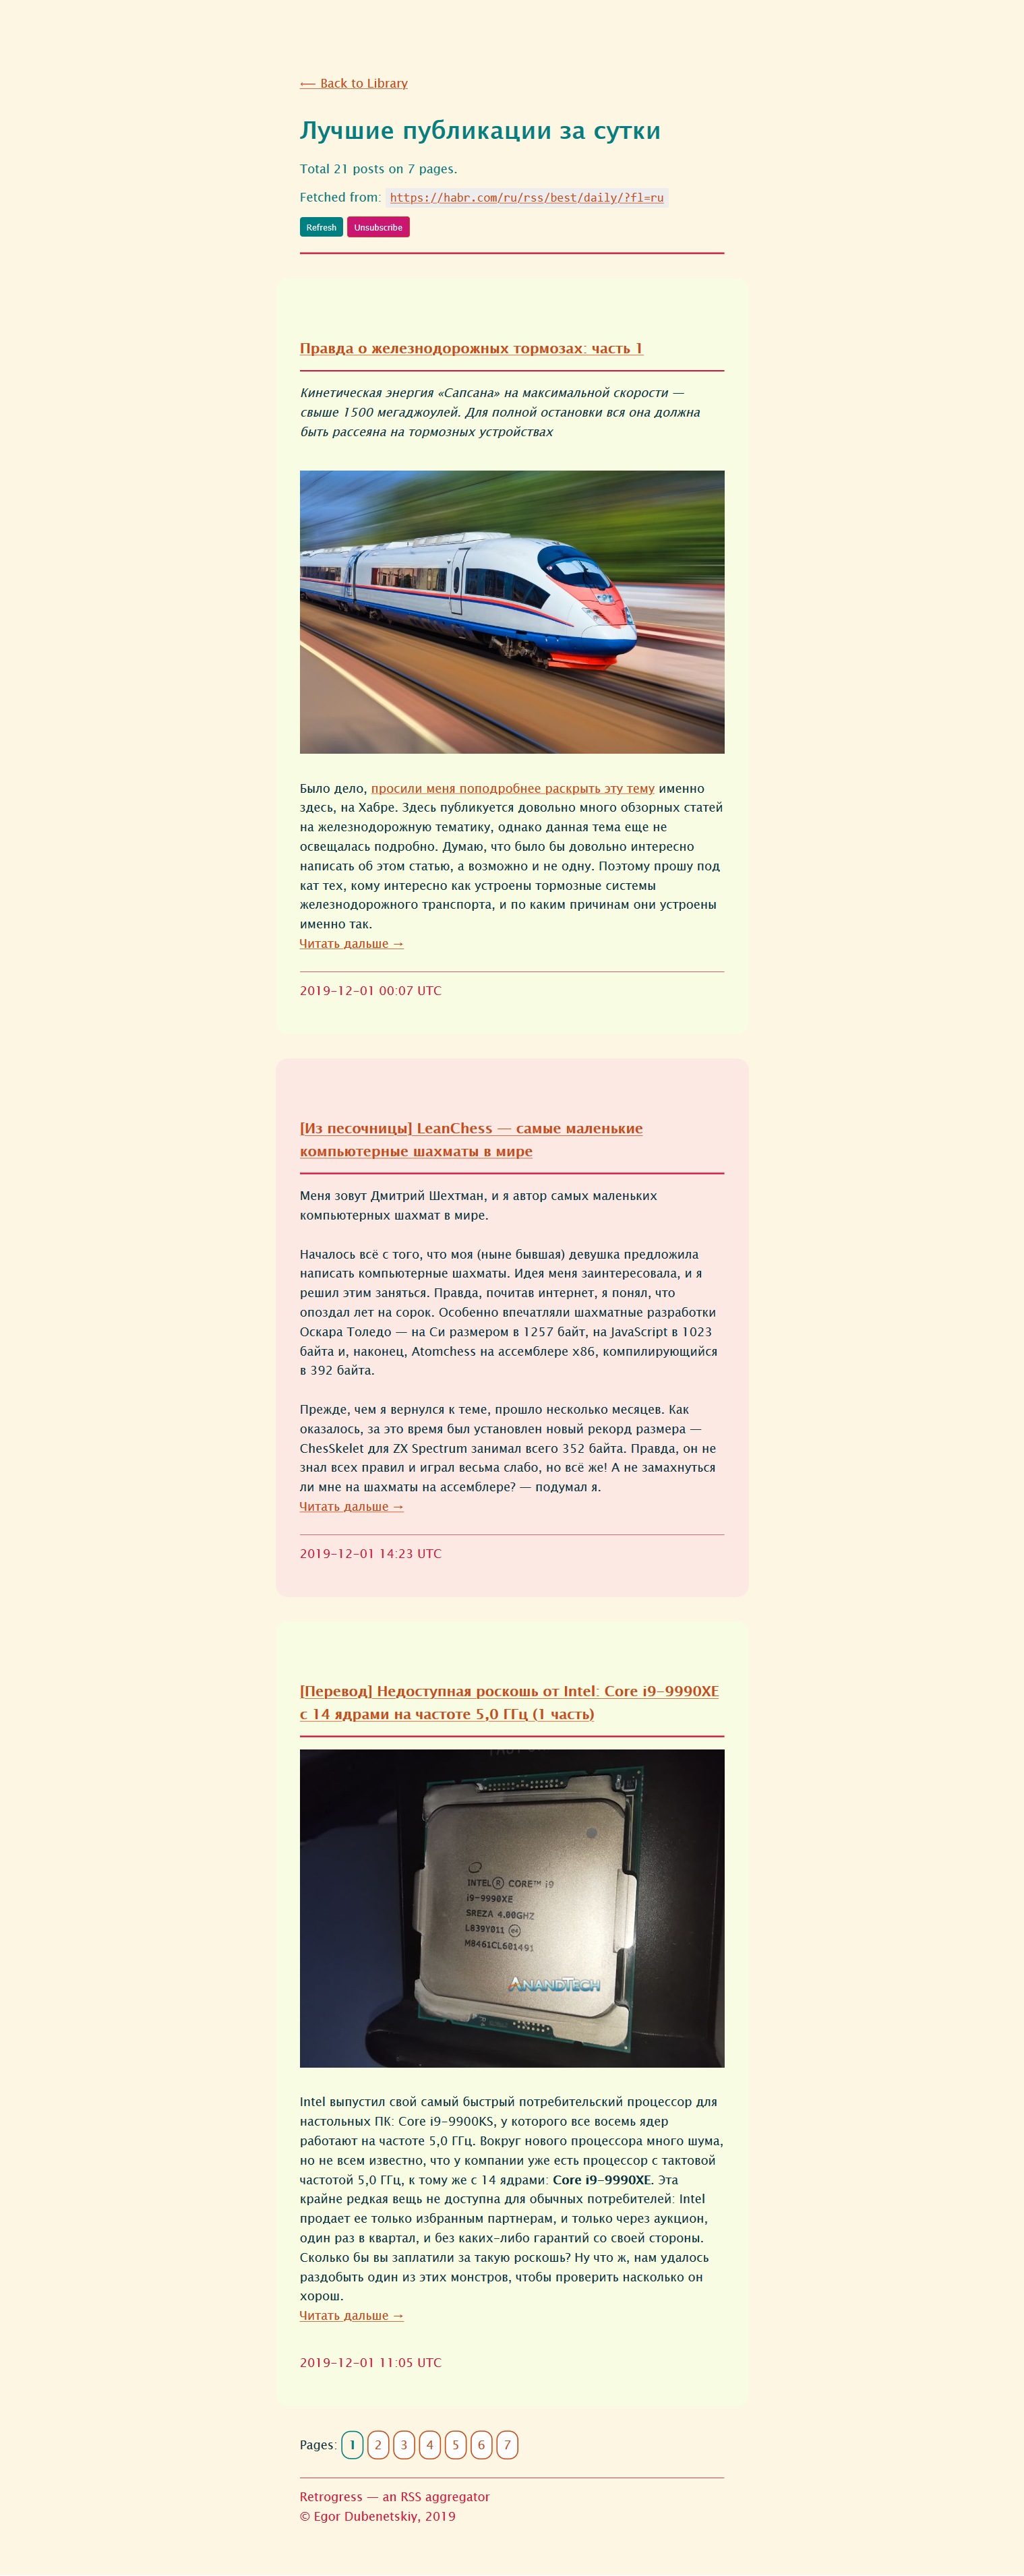 ⟵ Back to Library
Лучшие публикации за сутки
Total 21 posts on 7 pages.
Fetched from: https://habr.com/ru/rss/best/daily/?fl=ru
Refresh Unsubscribe
Правда о железнодорожных тормозах: часть 1
Кинетическая энергия «Сапсана» на максимальной скорости —
свыше 1500 мегаджоулей. Для полной остановки вся она должна
быть рассеяна на тормозных устройствах
Было дело, просили меня поподробнее раскрыть эту тему именно
здесь, на Хабре. Здесь публикуется довольно много обзорных статей
на железнодорожную тематику, однако данная тема еще не
освещалась подробно. Думаю, что было бы довольно интересно
написать об этом статью, а возможно и не одну. Поэтому прошу под
кат тех, кому интересно как устроены тормозные системы
железнодорожного транспорта, и по каким причинам они устроены
именно так.
Читать дальше →
2019-12-01 00:07 UTC
[Из песочницы] LeanChess — самые маленькие
компьютерные шахматы в мире
Меня зовут Дмитрий Шехтман, и я автор самых маленьких
компьютерных шахмат в мире.
Началось всё с того, что моя (ныне бывшая) девушка предложила
написать компьютерные шахматы. Идея меня заинтересовала, и я
решил этим заняться. Правда, почитав интернет, я понял, что
опоздал лет на сорок. Особенно впечатляли шахматные разработки
Оскара Толедо — на Си размером в 1257 байт, на JavaScript в 1023
байта и, наконец, Atomchess на ассемблере x86, компилирующийся
в 392 байта.
Прежде, чем я вернулся к теме, прошло несколько месяцев. Как
оказалось, за это время был установлен новый рекорд размера —
ChesSkelet для ZX Spectrum занимал всего 352 байта. Правда, он не
знал всех правил и играл весьма слабо, но всё же! А не замахнуться
ли мне на шахматы на ассемблере? — подумал я.
Читать дальше →
2019-12-01 14:23 UTC
[Перевод] Недоступная роскошь от Intel: Core i9-9990XE
с 14 ядрами на частоте 5,0 ГГц (1 часть)
INTEL® CORE™ i9
i9-9990XE
SREZA 4.00GHZ
L839Y011 e4
M8461CL601491
ANANDTECH
Intel выпустил свой самый быстрый потребительский процессор для
настольных ПК: Core i9-9900KS, у которого все восемь ядер
работают на частоте 5,0 ГГц. Вокруг нового процессора много шума,
но не всем известно, что у компании уже есть процессор с тактовой
частотой 5,0 ГГц, к тому же с 14 ядрами: Core i9-9990XE. Эта
крайне редкая вещь не доступна для обычных потребителей: Intel
продает ее только избранным партнерам, и только через аукцион,
один раз в квартал, и без каких-либо гарантий со своей стороны.
Сколько бы вы заплатили за такую роскошь? Ну что ж, нам удалось
раздобыть один из этих монстров, чтобы проверить насколько он
хорош.
Читать дальше →
2019-12-01 11:05 UTC
Pages: 1 2 3 4 5 6 7
Retrogress — an RSS aggregator
© Egor Dubenetskiy, 2019